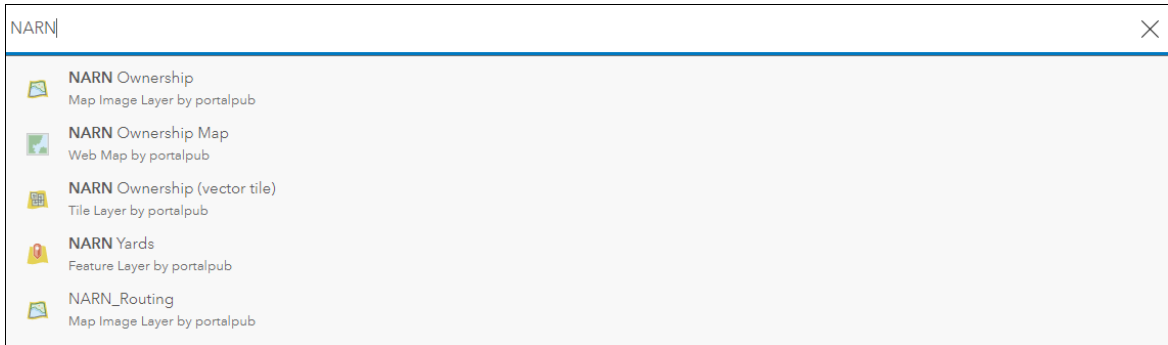 NARN
NARN Ownership
Map Image Layer by portalpub
NARN Ownership Map
Web Map by portalpub
NARN Ownership (vector tile)
Tile Layer by portalpub
NARN Yards
Feature Layer by portalpub
NARN_Routing
Map Image Layer by portalpub